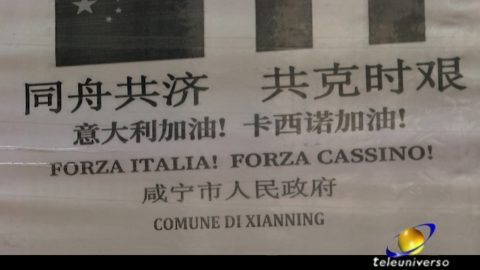 同舟共济 共克时艰
意大利加油! 卡西诺加油!
FORZA ITALIA! FORZA CASSINO!
咸宁市人民政府
COMUNE DI XIANNING
teleuniverso